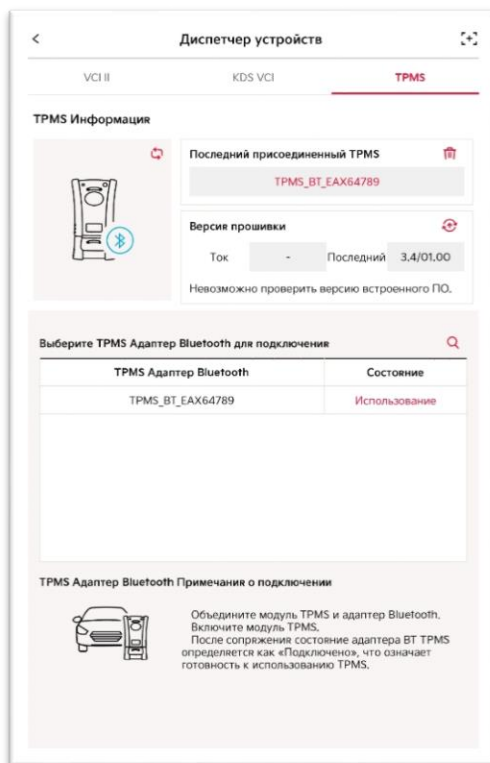 Диспетчер устройств
VCI II KDS VCI TPMS
TPMS Информация
Последний присоединенный TPMS
TPMS_BT_EAX64789
Версия прошивки
Ток - Последний 3,4/01,00
Невозможно проверить версию встроенного ПО.
Выберите TPMS Адаптер Bluetooth для подключения
TPMS Адаптер Bluetooth Состояние
TPMS_BT_EAX64789 Использование
TPMS Адаптер Bluetooth Примечания о подключении
Объедините модуль TPMS и адаптер Bluetooth.
Включите модуль TPMS.
После сопряжения состояние адаптера BT TPMS
определяется как «Подключено», что означает
готовность к использованию TPMS.